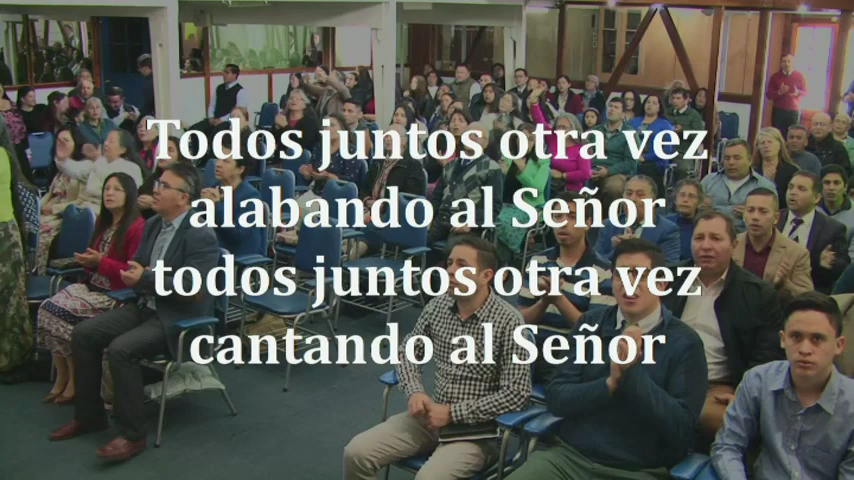 Todos juntos otra vez
alabando al Señor
todos juntos otra vez
cantando al Señor